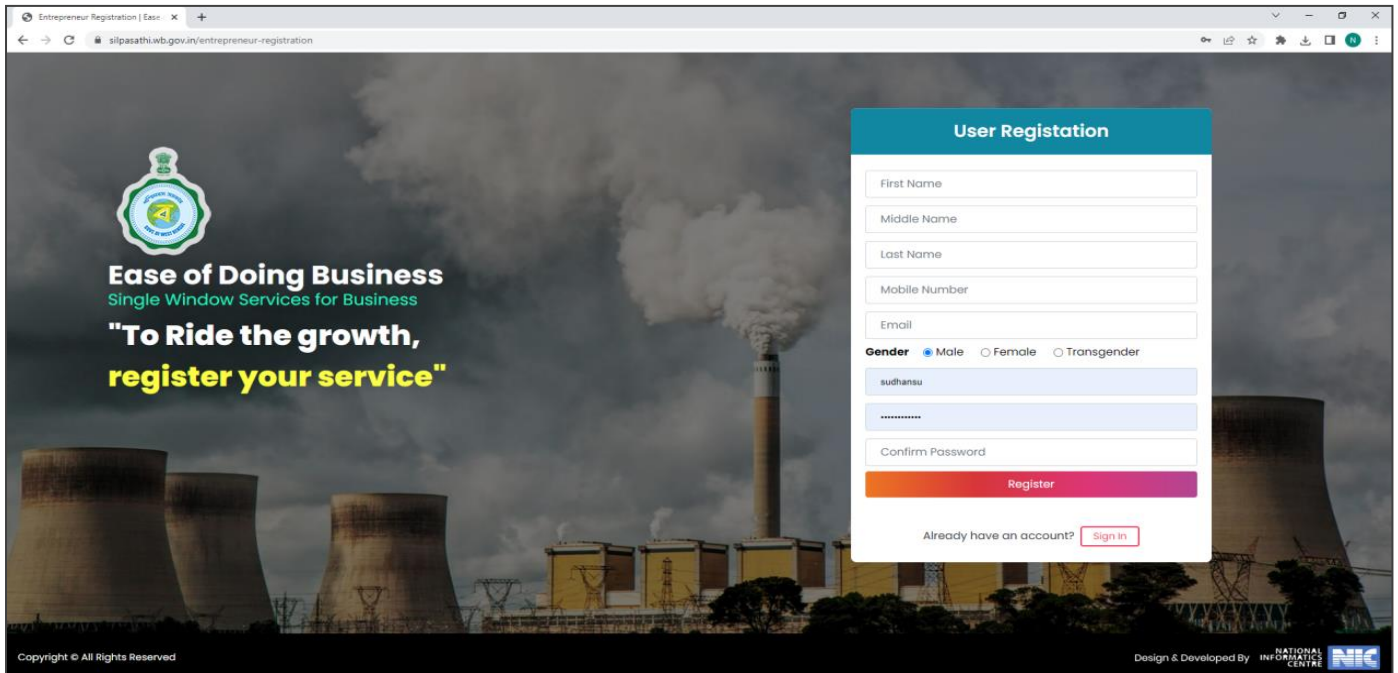 Entrepreneur Registration | Ease
silpasathi.wb.gov.in/entrepreneur-registration
N
Ease of Doing Business
Single Window Services for Business
"To Ride the growth,
register your service"
User Registation
First Name
Middle Name
Last Name
Mobile Number
Email
Gender Male Female Transgender
sudhansu
••••••••••••
Confirm Password
Register
Already have an account? Sign In
Copyright © All Rights Reserved
Design & Developed By NATIONAL INFORMATICS CENTRE NIC